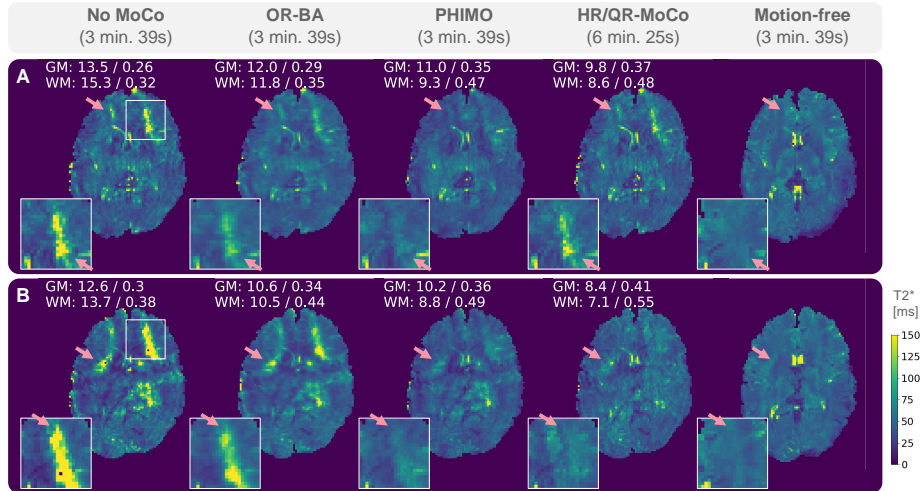 No MoCo
(3 min. 39s)
OR-BA
(3 min. 39s)
PHIMO
(3 min. 39s)
HR/QR-MoCo
(6 min. 25s)
Motion-free
(3 min. 39s)
A
GM: 13.5 / 0.26
WM: 15.3 / 0.32
GM: 12.0 / 0.29
WM: 11.8 / 0.35
GM: 11.0 / 0.35
WM: 9.3 / 0.47
GM: 9.8 / 0.37
WM: 8.6 / 0.48
B
GM: 12.6 / 0.3
WM: 13.7 / 0.38
GM: 10.6 / 0.34
WM: 10.5 / 0.44
GM: 10.2 / 0.36
WM: 8.8 / 0.49
GM: 8.4 / 0.41
WM: 7.1 / 0.55
T2*
[ms]
150
125
100
75
50
25
0